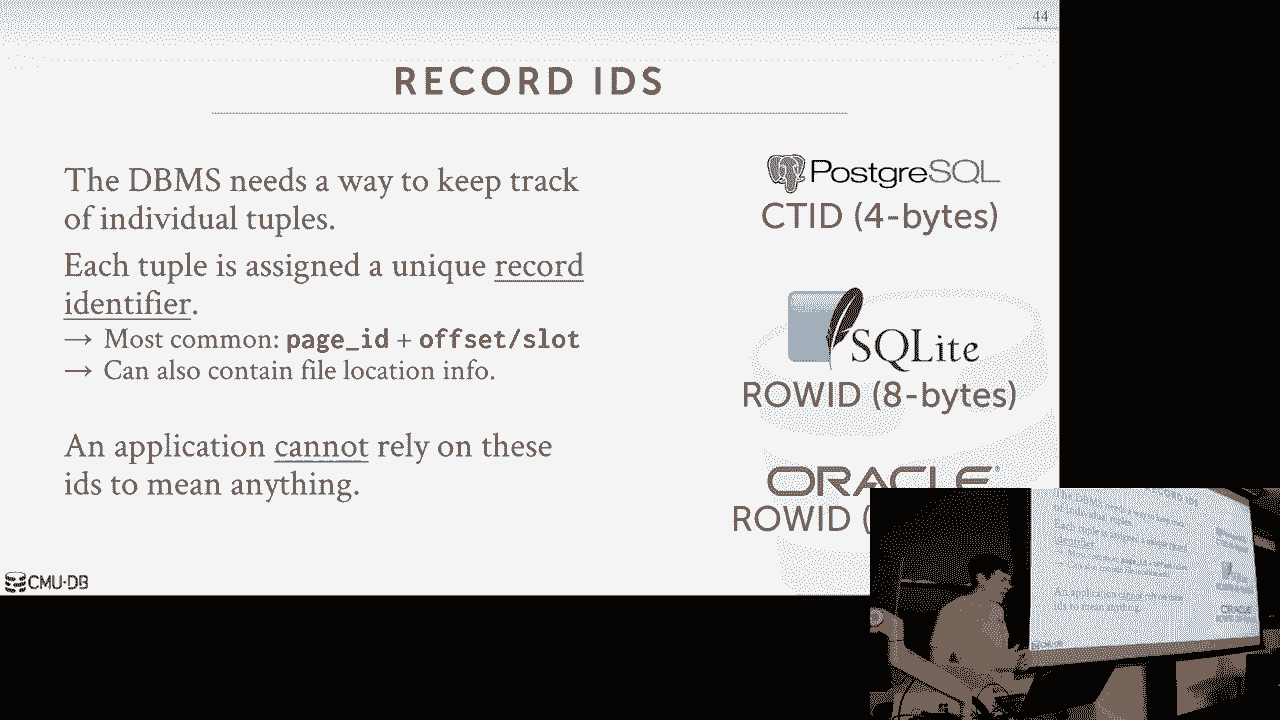 44
RECORD IDS
The DBMS needs a way to keep track
of individual tuples.
Each tuple is assigned a unique record
identifier.
→ Most common: page_id + offset/slot
→ Can also contain file location info.
An application cannot rely on these
ids to mean anything.
PostgreSQL
CTID (4-bytes)
SQLite
ROWID (8-bytes)
ORACLE
ROWID (
CMU·DB